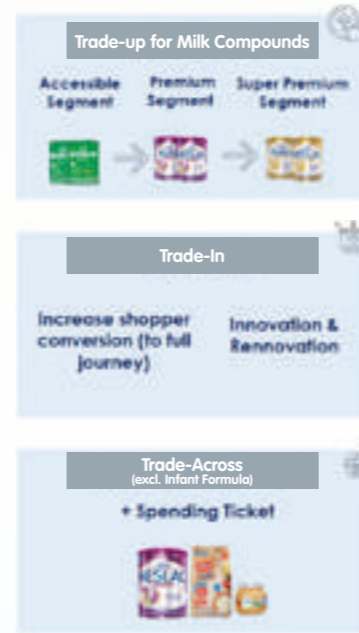 Trade-up for Milk Compounds
Accessible Premium Super Premium
Segment Segment Segment
Trade-In
Increase shopper
conversion (to full
journey)
Innovation &
Rennovation
Trade-Across
(excl. Infant Formula)
+ Spending Ticket
NESLAC